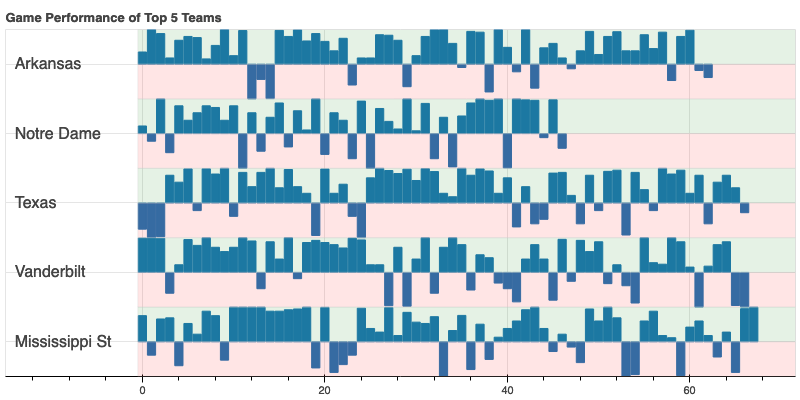 Game Performance of Top 5 Teams
Arkansas
Notre Dame
Texas
Vanderbilt
Mississippi St
0 20 40 60